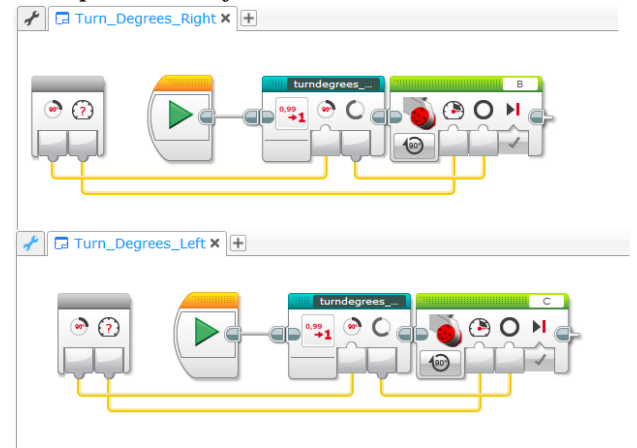 Turn_Degrees_Right
turndegrees_... B
90° ? 0,99 →1 90°
90°
Turn_Degrees_Left
turndegrees_... C
90° ? 0,99 →1 90°
90°